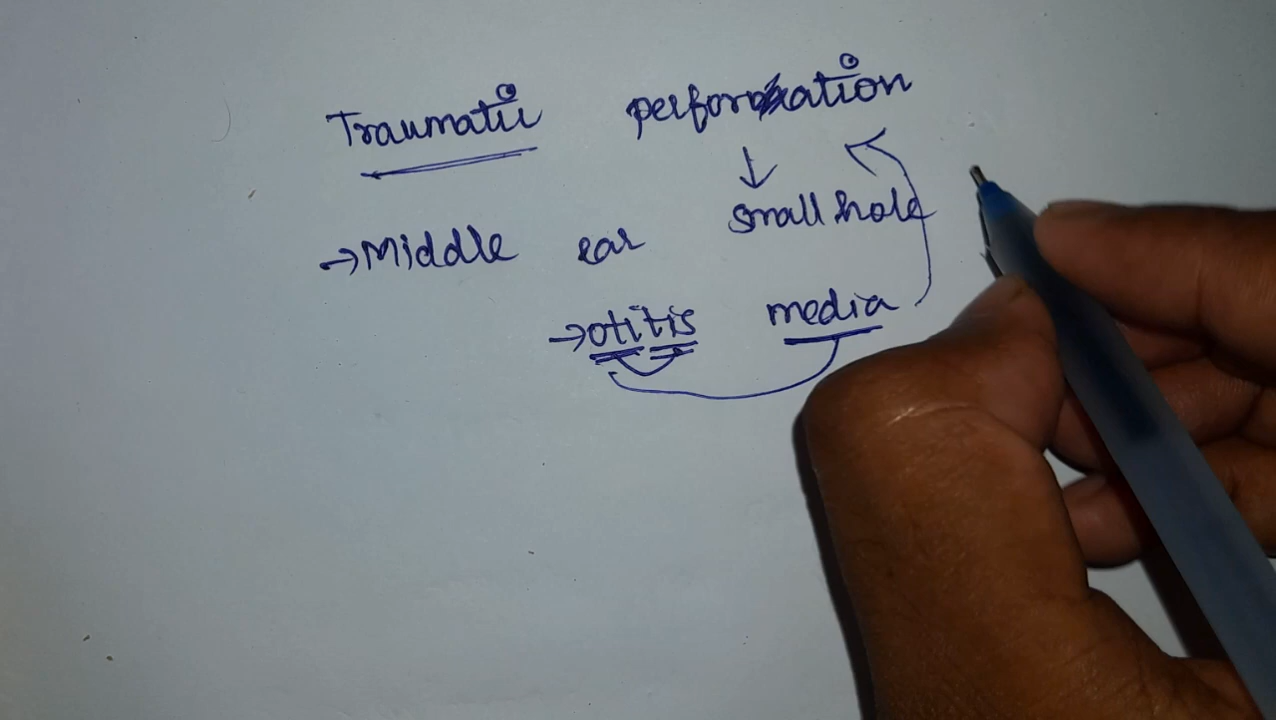 Traumatic perforation
↓
→Middle ear small hole
→otitis media